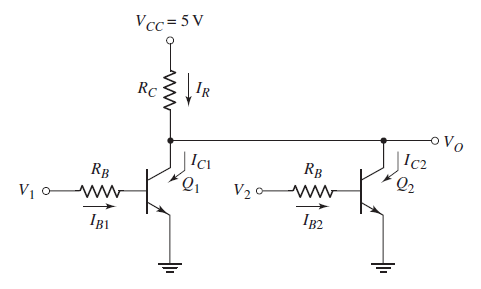 V_CC = 5 V
R_C
I_R
V_O
I_C1
I_C2
R_B
R_B
V_1
Q_1
V_2
Q_2
I_B1
I_B2